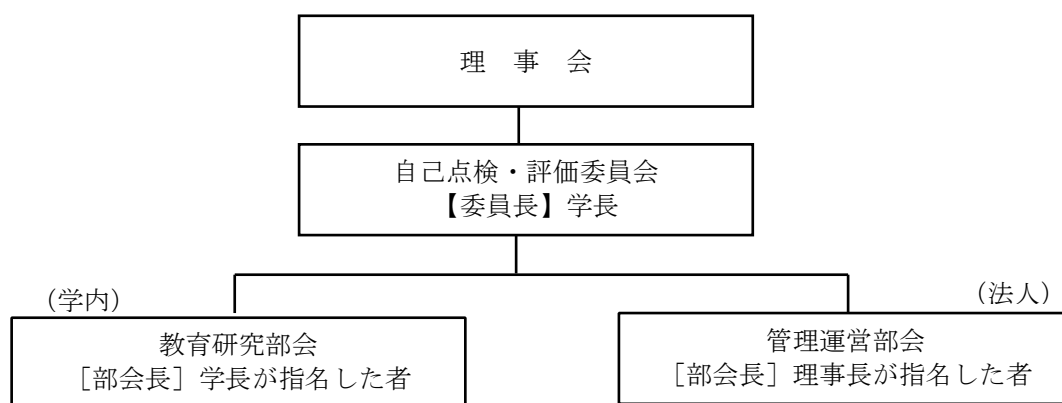 理　事　会
自己点検・評価委員会
【委員長】学長
（学内）
教育研究部会
［部会長］学長が指名した者
（法人）
管理運営部会
［部会長］理事長が指名した者